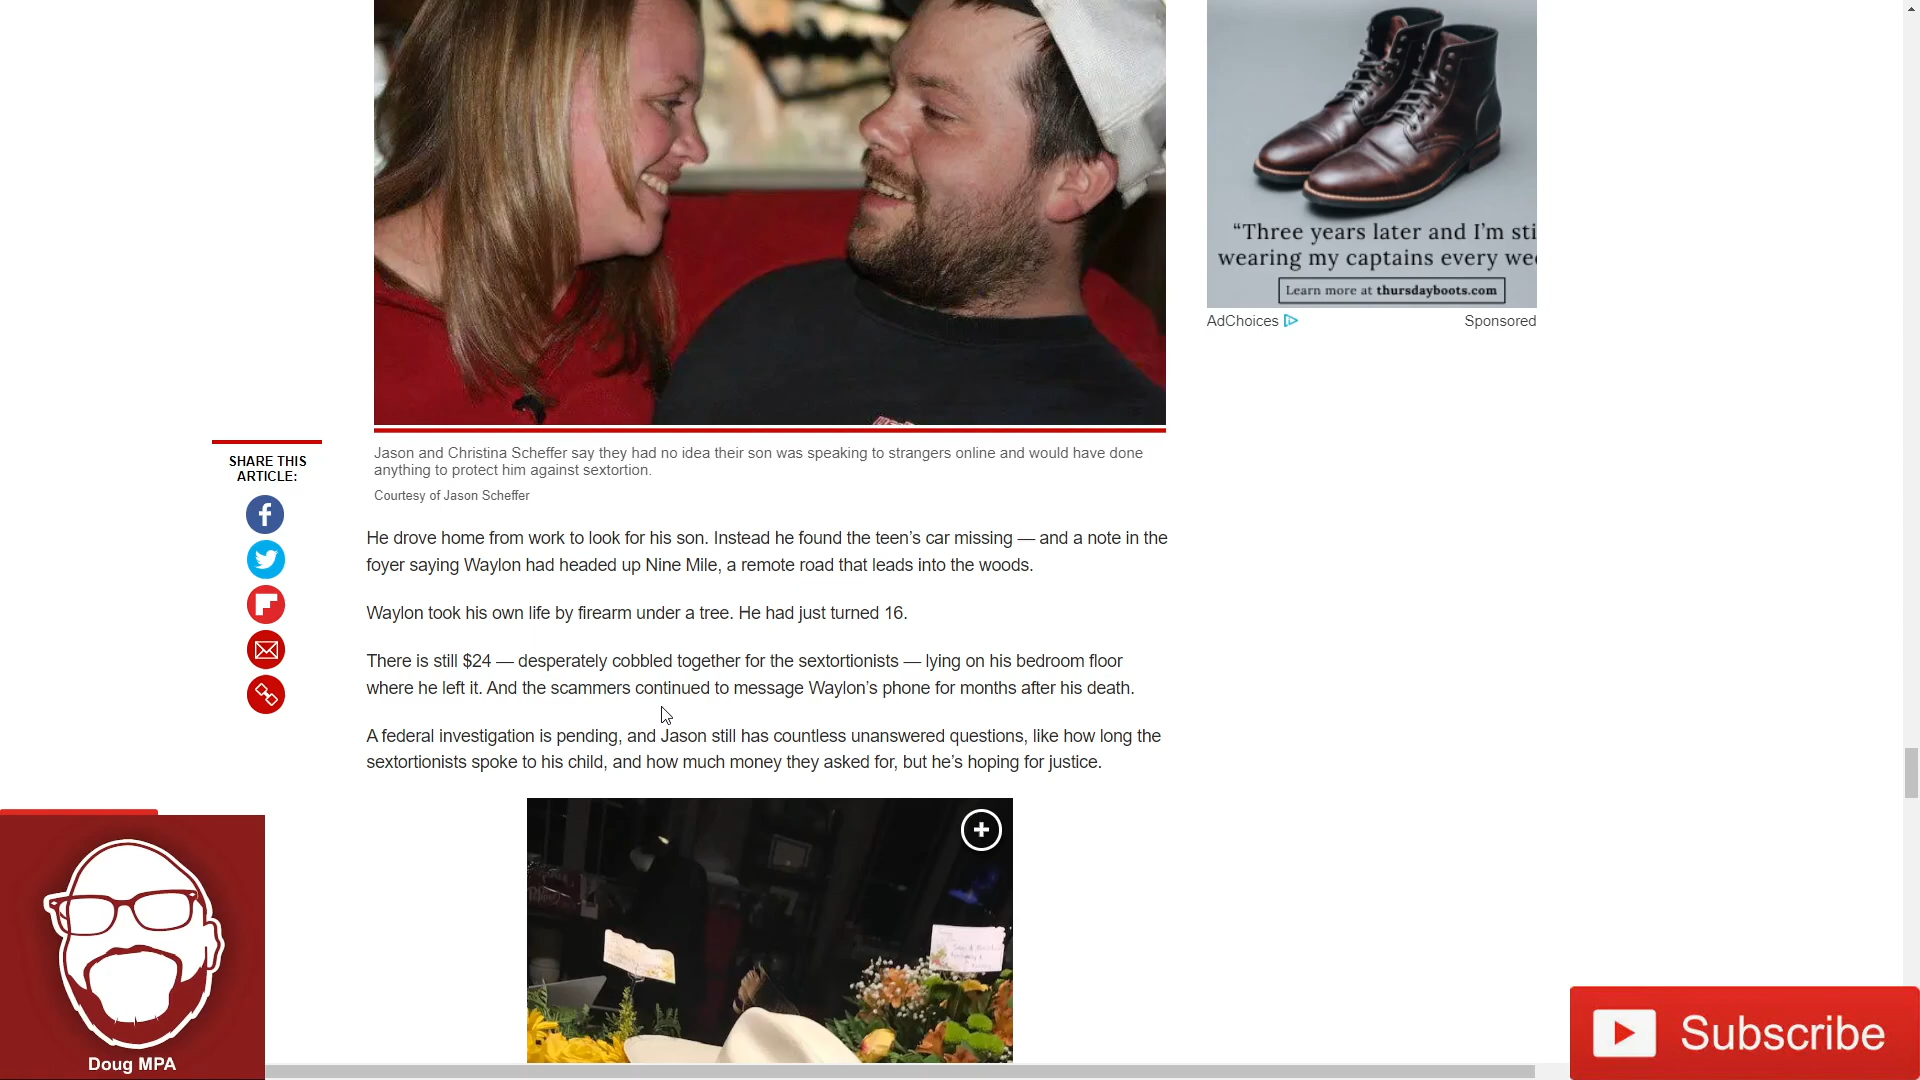 “Three years later and I’m sti
wearing my captains every wee
Learn more at thursdayboots.com
AdChoices
Sponsored
Jason and Christina Scheffer say they had no idea their son was speaking to strangers online and would have done
anything to protect him against sextortion.
Courtesy of Jason Scheffer
SHARE THIS
ARTICLE:
He drove home from work to look for his son. Instead he found the teen’s car missing — and a note in the
foyer saying Waylon had headed up Nine Mile, a remote road that leads into the woods.
Waylon took his own life by firearm under a tree. He had just turned 16.
There is still $24 — desperately cobbled together for the sextortionists — lying on his bedroom floor
where he left it. And the scammers continued to message Waylon’s phone for months after his death.
A federal investigation is pending, and Jason still has countless unanswered questions, like how long the
sextortionists spoke to his child, and how much money they asked for, but he’s hoping for justice.
Doug MPA
Subscribe